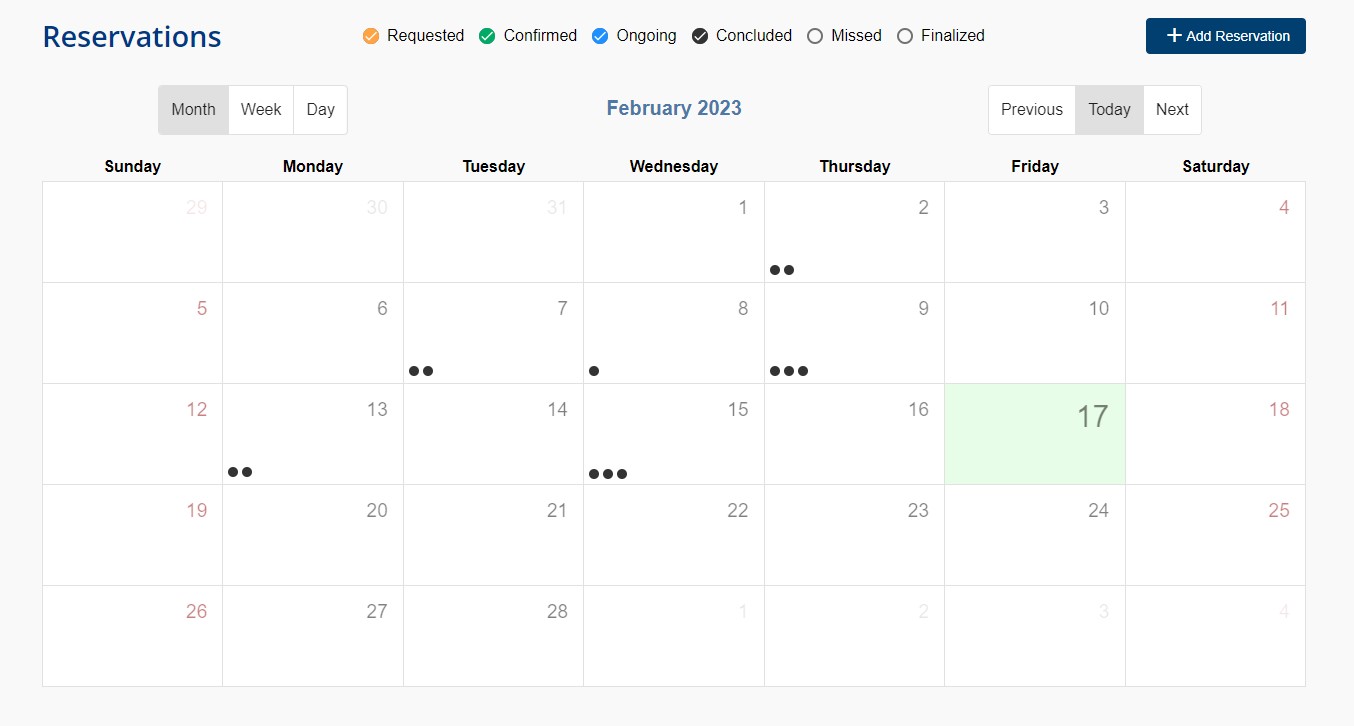 Reservations Requested Confirmed Ongoing Concluded Missed Finalized + Add Reservation
Month Week Day February 2023 Previous Today Next
Sunday Monday Tuesday Wednesday Thursday Friday Saturday
29 30 31 1 2 3 4
5 6 7 8 9 10 11
12 13 14 15 16 17 18
19 20 21 22 23 24 25
26 27 28 1 2 3 4